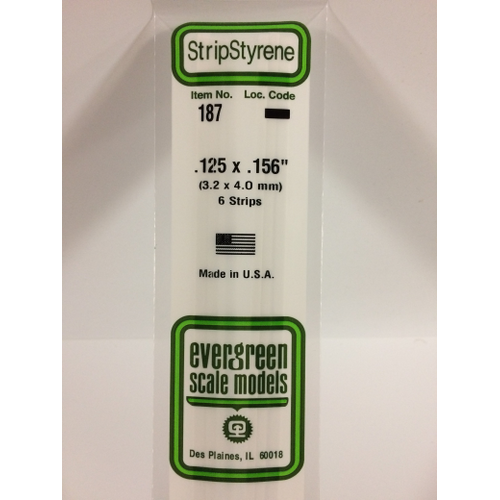 StripStyrene
Item No. Loc. Code
187
.125 x .156"
(3.2 x 4.0 mm)
6 Strips
Made in U.S.A.
evergreen
scale models
Des Plaines, IL 60018